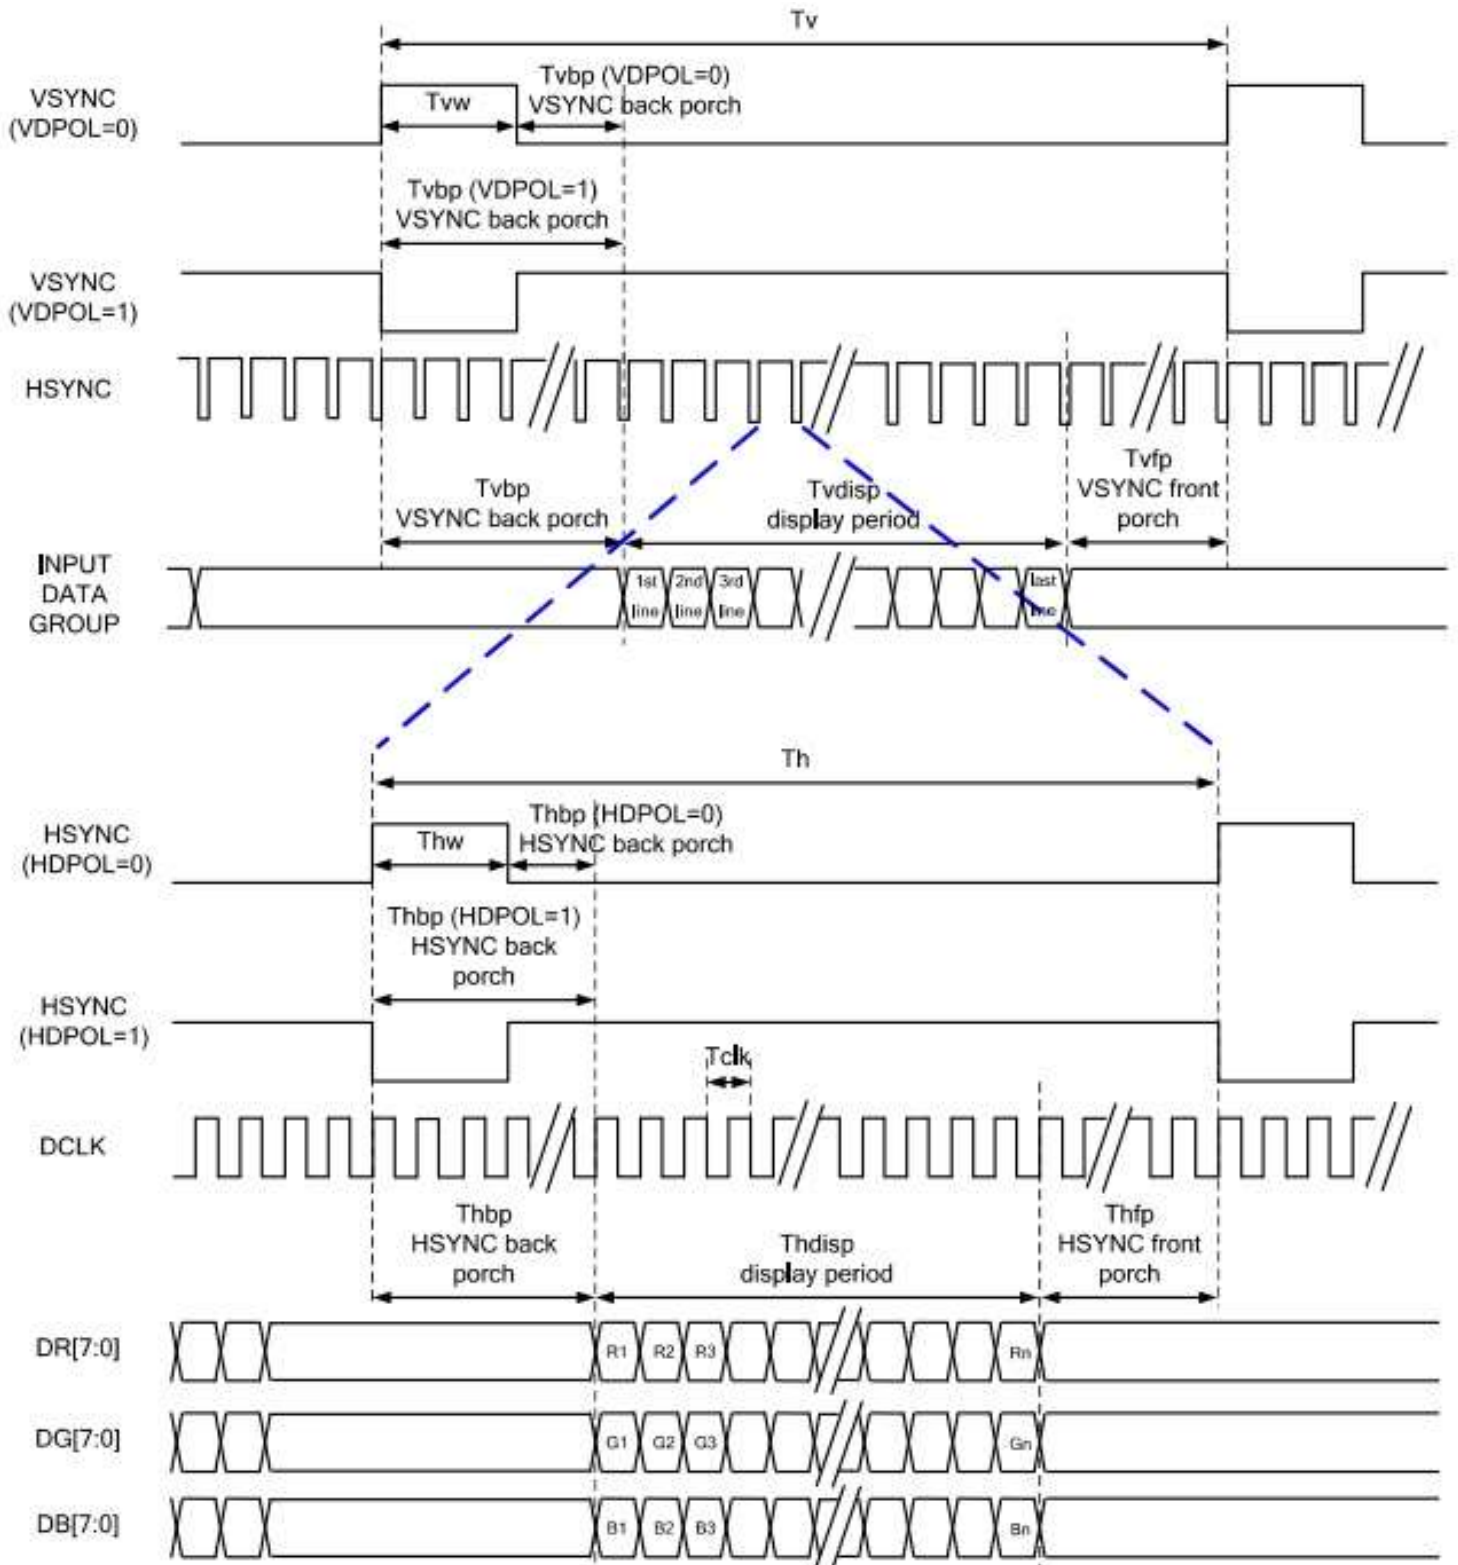 Tv
Tvbp (VDPOL=0)
VSYNC back porch
VSYNC
(VDPOL=0)
Tvw
Tvbp (VDPOL=1)
VSYNC back porch
VSYNC
(VDPOL=1)
HSYNC
Tvbp
VSYNC back porch
Tvdisp
display period
Tvfp
VSYNC front
porch
INPUT
DATA
GROUP
1st
line
2nd
line
3rd
line
last
line
Th
HSYNC
(HDPOL=0)
Thw
Thbp (HDPOL=0)
HSYNC back porch
Thbp (HDPOL=1)
HSYNC back
porch
HSYNC
(HDPOL=1)
Tclk
DCLK
Thbp
HSYNC back
porch
Thdisp
display period
Thfp
HSYNC front
porch
DR[7:0]
R1 R2 R3 Rn
DG[7:0]
G1 G2 G3 Gn
DB[7:0]
B1 B2 B3 Bn